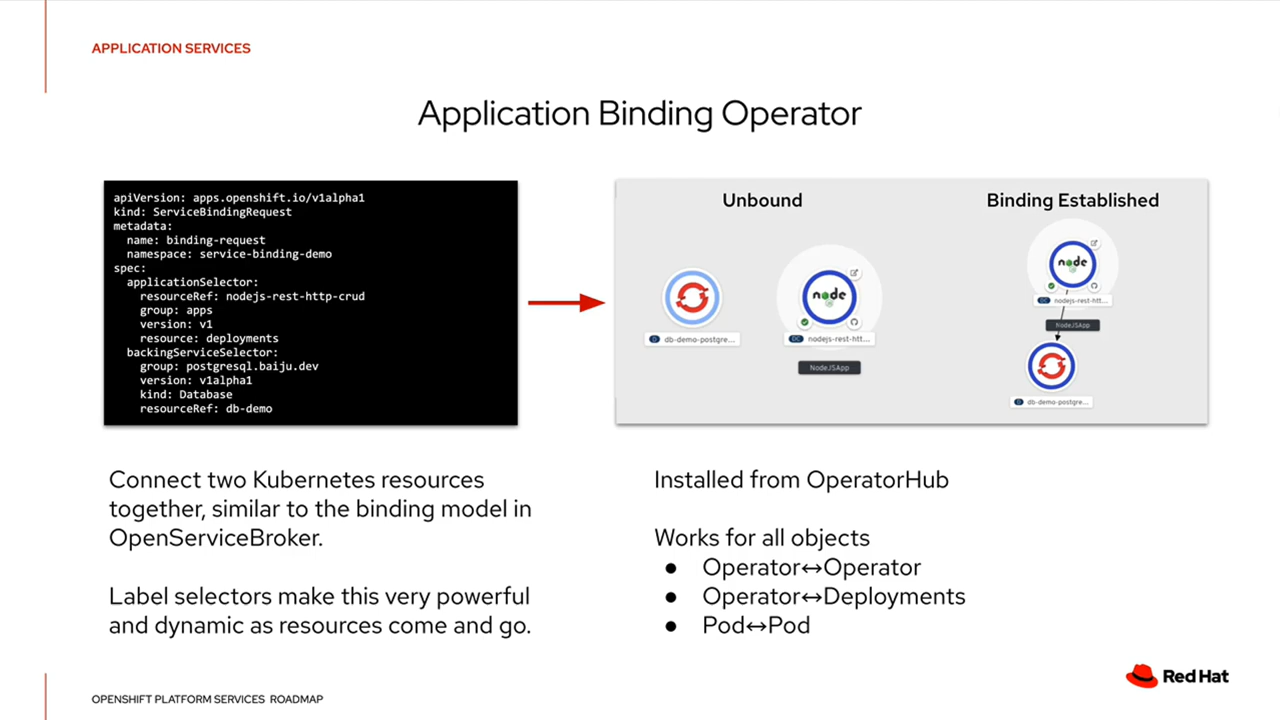 APPLICATION SERVICES
Application Binding Operator
apiVersion: apps.openshift.io/v1alpha1
kind: ServiceBindingRequest
metadata:
  name: binding-request
  namespace: service-binding-demo
spec:
  applicationSelector:
    resourceRef: nodejs-rest-http-crud
    group: apps
    version: v1
    resource: deployments
  backingServiceSelector:
    group: postgresql.baiju.dev
    version: v1alpha1
    kind: Database
    resourceRef: db-demo
Unbound
node
D db-demo-postgre...
DC nodejs-rest-htt...
NodeJSApp
Binding Established
node
DC nodejs-rest-htt...
NodeJSApp
D db-demo-postgre...
Connect two Kubernetes resources
together, similar to the binding model in
OpenServiceBroker.
Label selectors make this very powerful
and dynamic as resources come and go.
Installed from OperatorHub
Works for all objects
● Operator↔Operator
● Operator↔Deployments
● Pod↔Pod
Red Hat
OPENSHIFT PLATFORM SERVICES ROADMAP